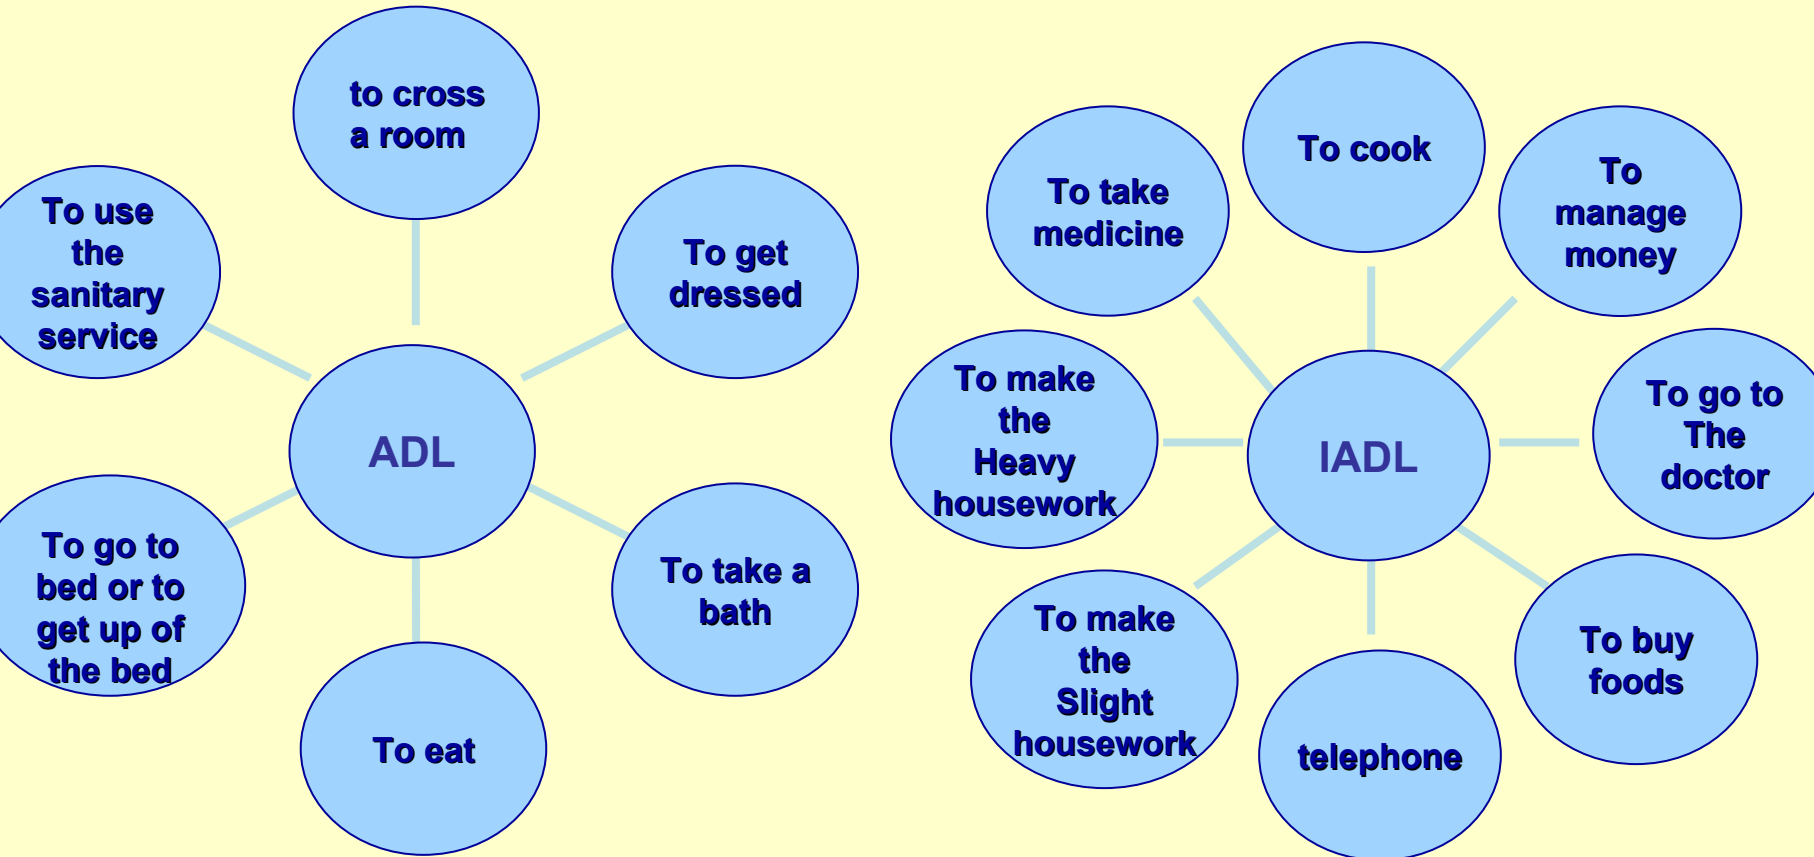 to cross
a room
To get
dressed
To take a
bath
To eat
To go to
bed or to
get up of
the bed
To use
the
sanitary
service
ADL
To cook
To
manage
money
To go to
The
doctor
To buy
foods
telephone
To make
the
Slight
housework
To make
the
Heavy
housework
To take
medicine
IADL